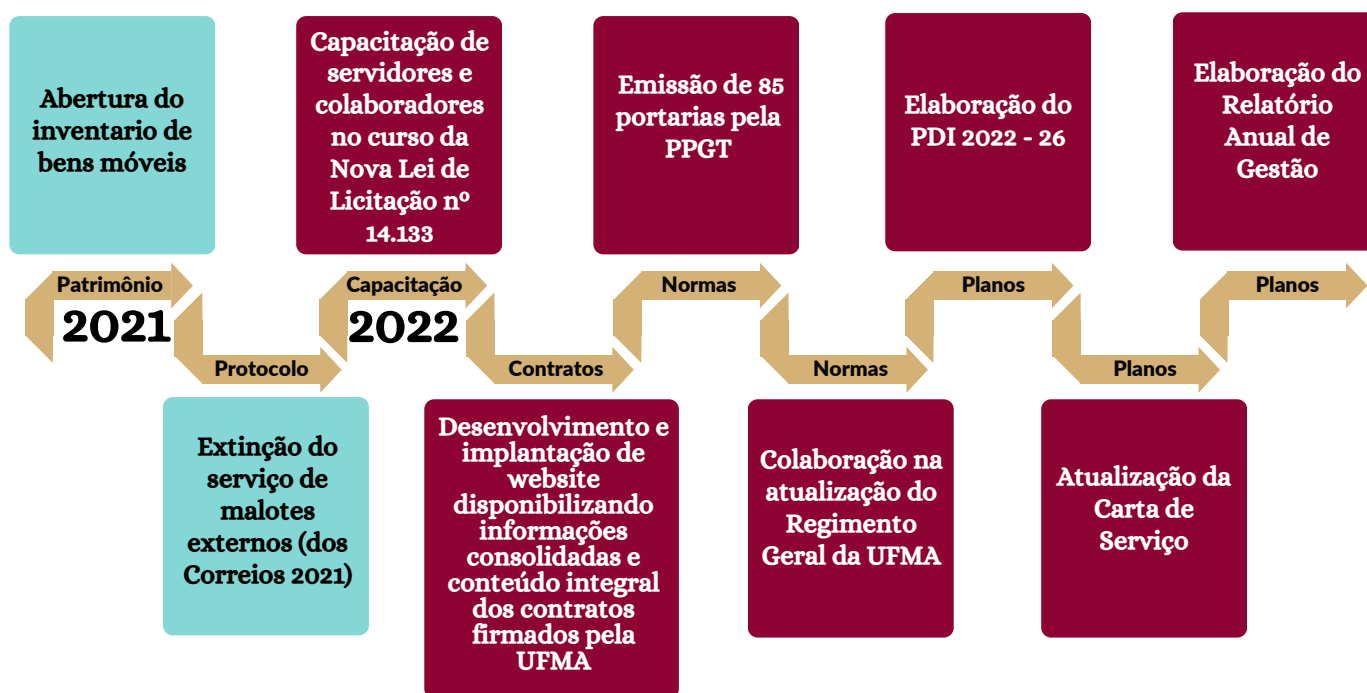 Abertura do
inventario de
bens móveis
Capacitação de
servidores e
colaboradores
no curso da
Nova Lei de
Licitação nº
14.133
Emissão de 85
portarias pela
PPGT
Elaboração do
PDI 2022 - 26
Elaboração do
Relatório
Anual de
Gestão
Patrimônio
2021
Capacitação
2022
Normas
Planos
Planos
Protocolo
Contratos
Normas
Planos
Extinção do
serviço de
malotes
externos (dos
Correios 2021)
Desenvolvimento e
implantação de
website
disponibilizando
informações
consolidadas e
conteúdo integral
dos contratos
firmados pela
UFMA
Colaboração na
atualização do
Regimento
Geral da UFMA
Atualização da
Carta de
Serviço